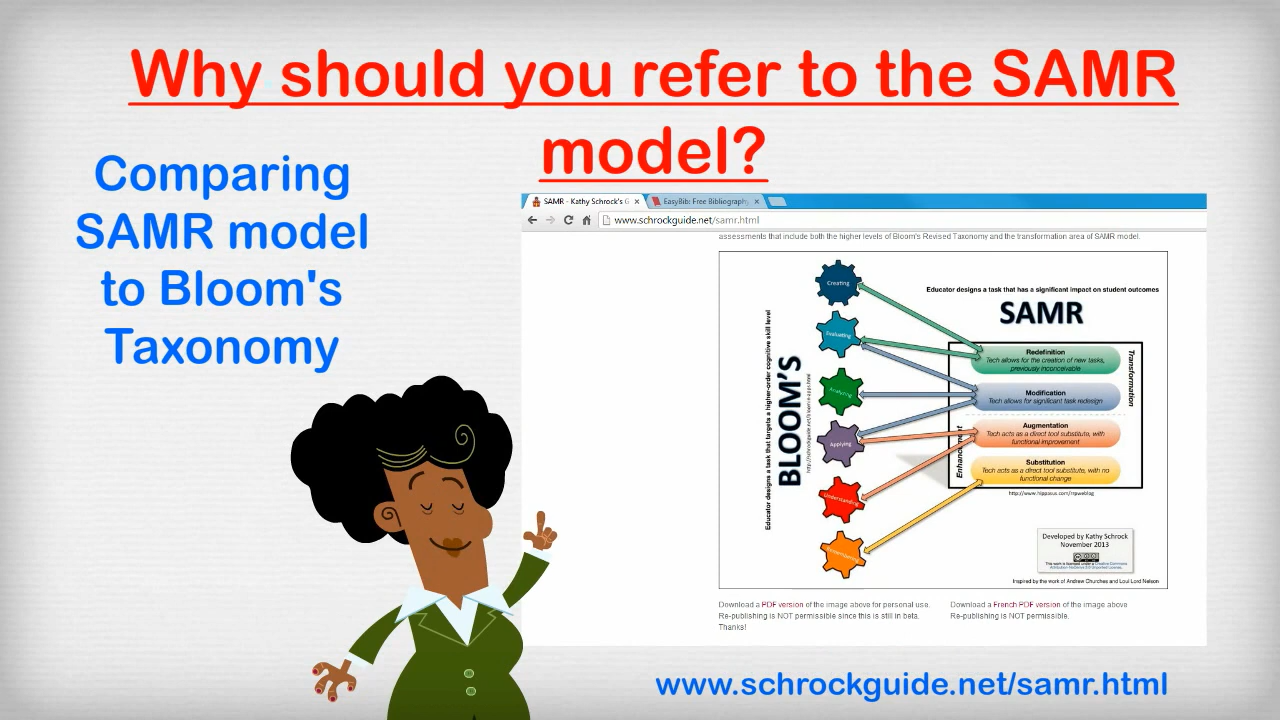 Why should you refer to the SAMR
model?
Comparing
SAMR model
to Bloom's
Taxonomy
SAMR - Kathy Schrock's G
EasyBib: Free Bibliography
www.schrockguide.net/samr.html
assessments that include both the higher levels of Bloom's Revised Taxonomy and the transformation area of SAMR model.
Educator designs a task that targets a higher-order cognitive skill level
BLOOM'S
Creating
Evaluating
Analyzing
Applying
Understanding
Educator designs a task that has a significant impact on student outcomes
SAMR
Redefinition
Tech allows for the creation of new tasks,
previously inconceivable
Modification
Tech allows for significant task redesign
Transformation
Augmentation
Tech acts as a direct tool substitute, with
functional improvement
Substitution
Tech acts as a direct tool substitute, with no
functional change
Enhancement
http://www.hippasus.com/rrpweblog
Developed by Kathy Schrock
November 2013
Inspired by the work of Andrew Churches and Loui Lord Nelson
Download a PDF version of the image above for personal use.
Re-publishing is NOT permissible since this is still in beta.
Thanks!
Download a French PDF version of the image above
Re-publishing is NOT permissible.
www.schrockguide.net/samr.html